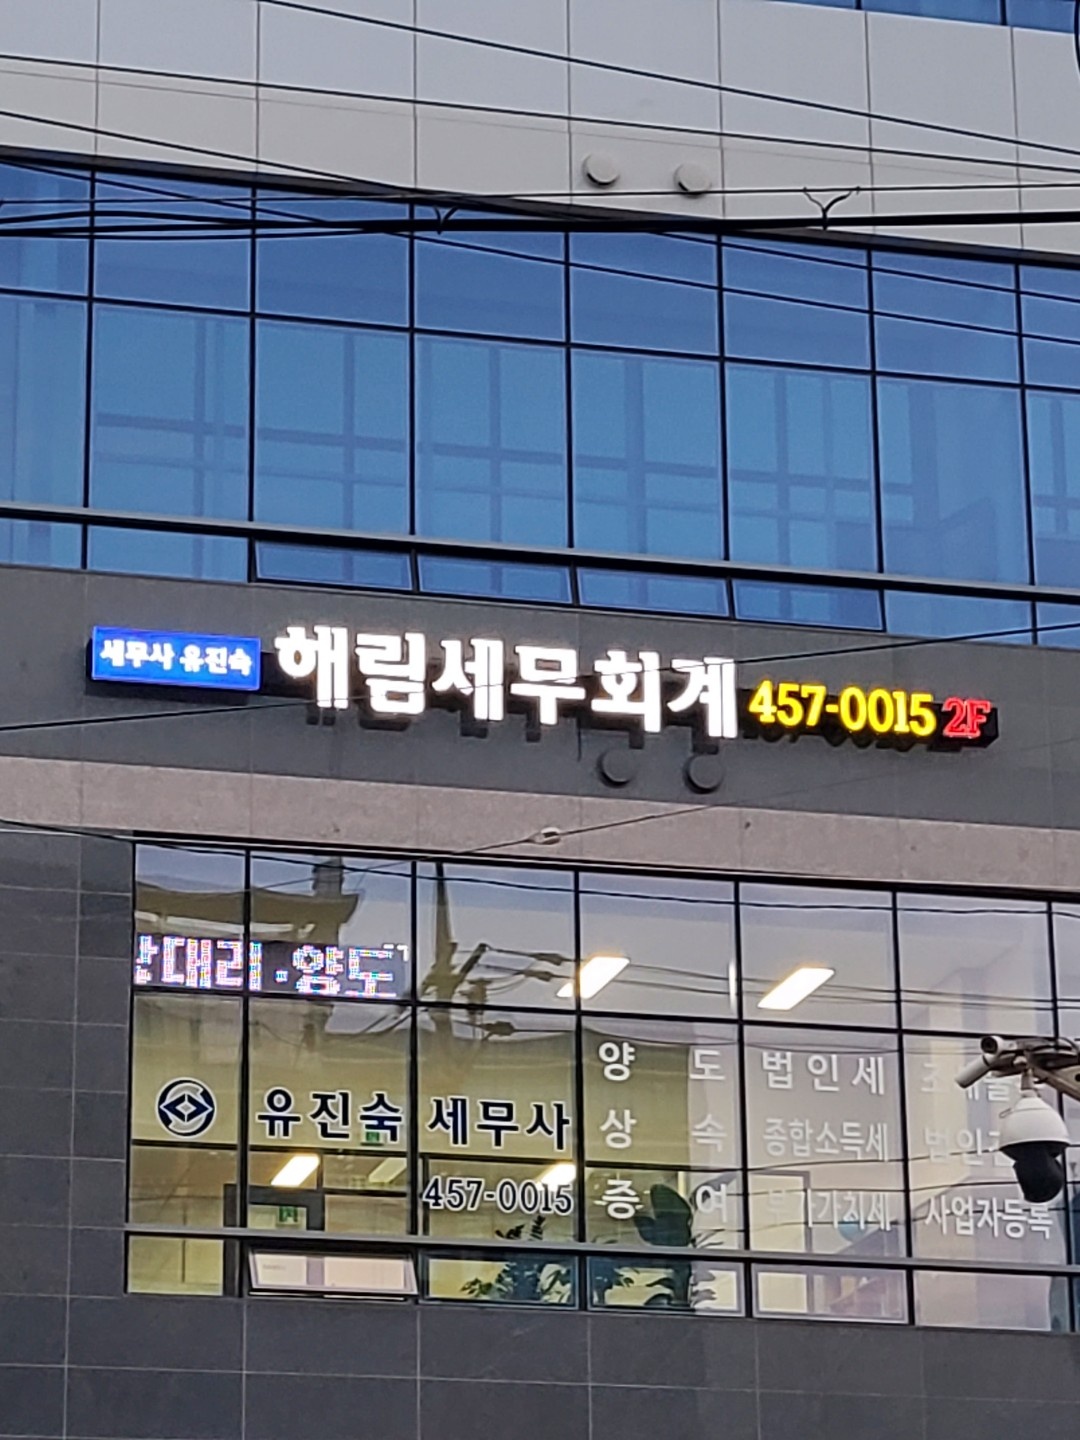 세무사 유진숙 해림세무회계 457-0015 2F
대리·양도
유진숙 세무사
457-0015
양 도 법인세
상 속 종합소득세
증 여 부가가치세 사업자등록